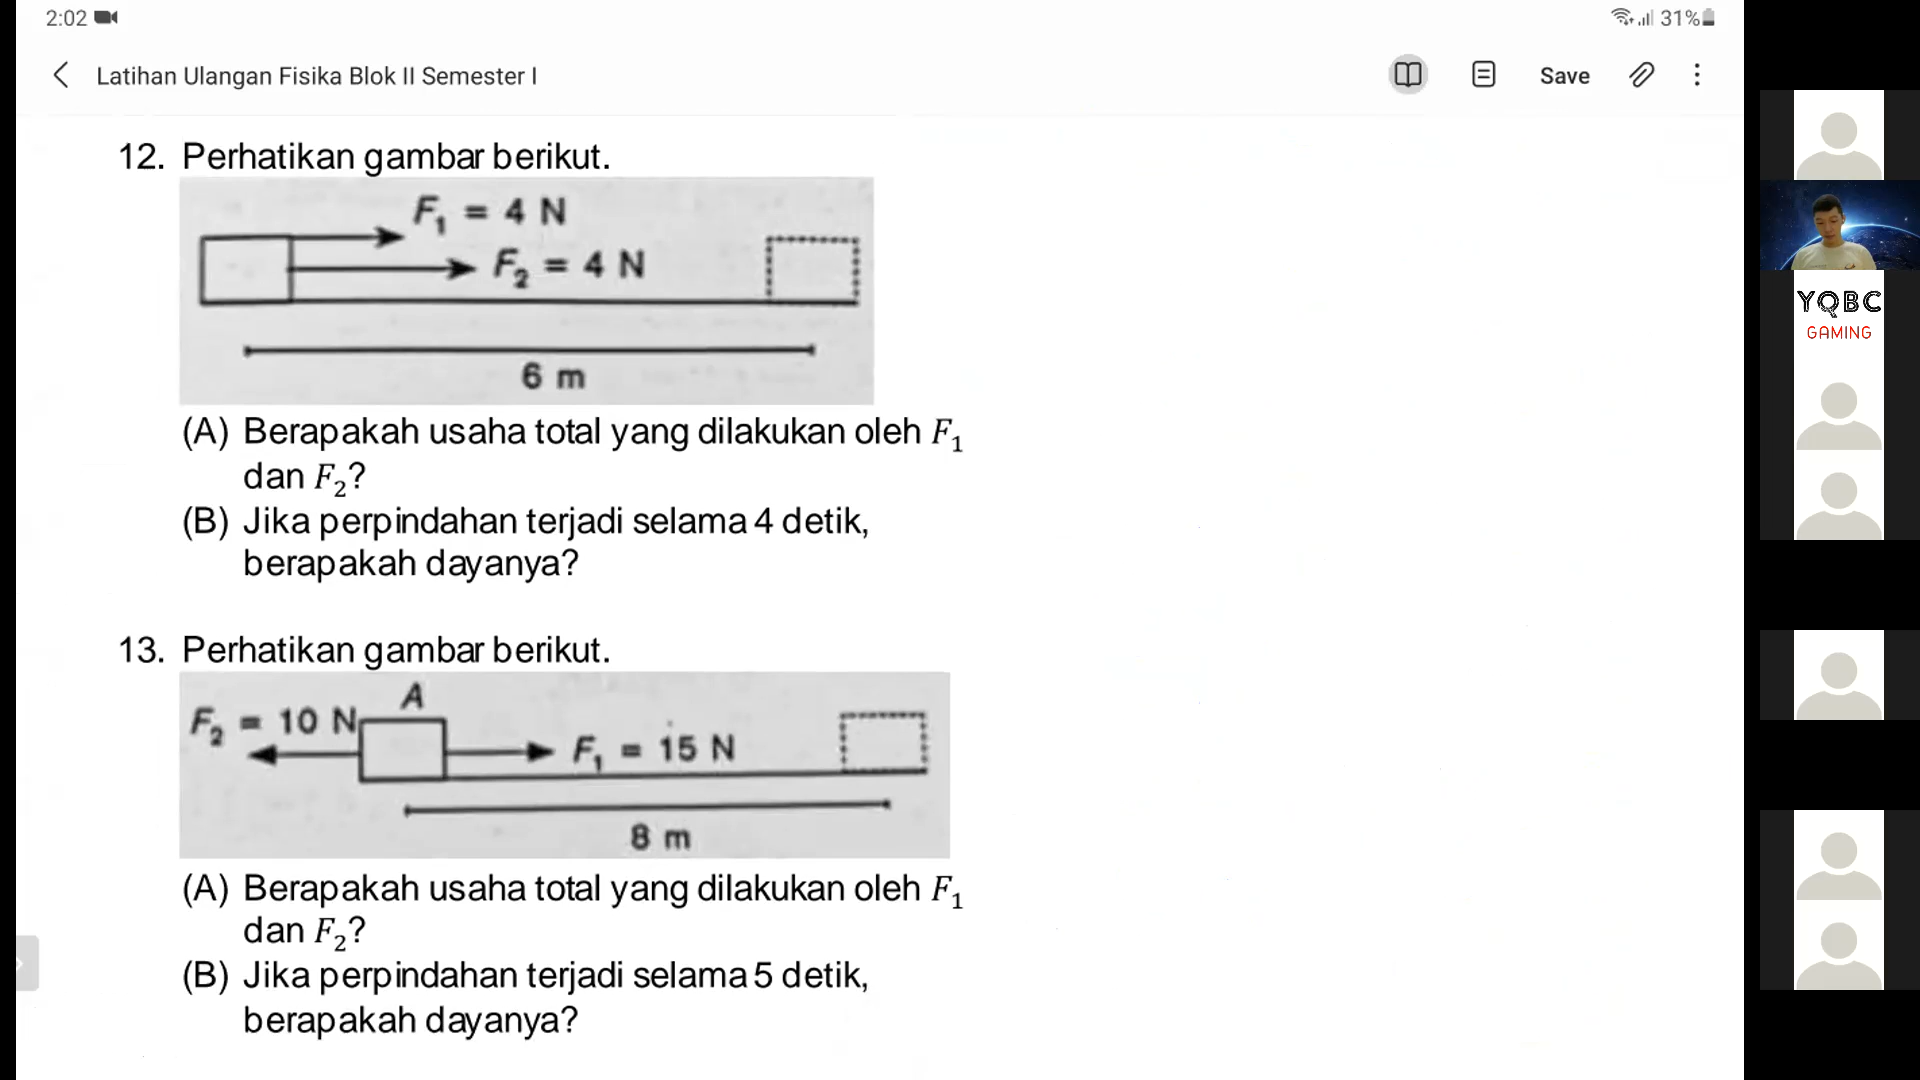 2:02
31%
Latihan Ulangan Fisika Blok II Semester I
Save
12. Perhatikan gambar berikut.
F₁ = 4 N
F₂ = 4 N
6 m
(A) Berapakah usaha total yang dilakukan oleh F₁
dan F₂?
(B) Jika perpindahan terjadi selama 4 detik,
berapakah dayanya?
13. Perhatikan gambar berikut.
A
F₂ = 10 N
F₁ = 15 N
8 m
(A) Berapakah usaha total yang dilakukan oleh F₁
dan F₂?
(B) Jika perpindahan terjadi selama 5 detik,
berapakah dayanya?
YQBC
GAMING